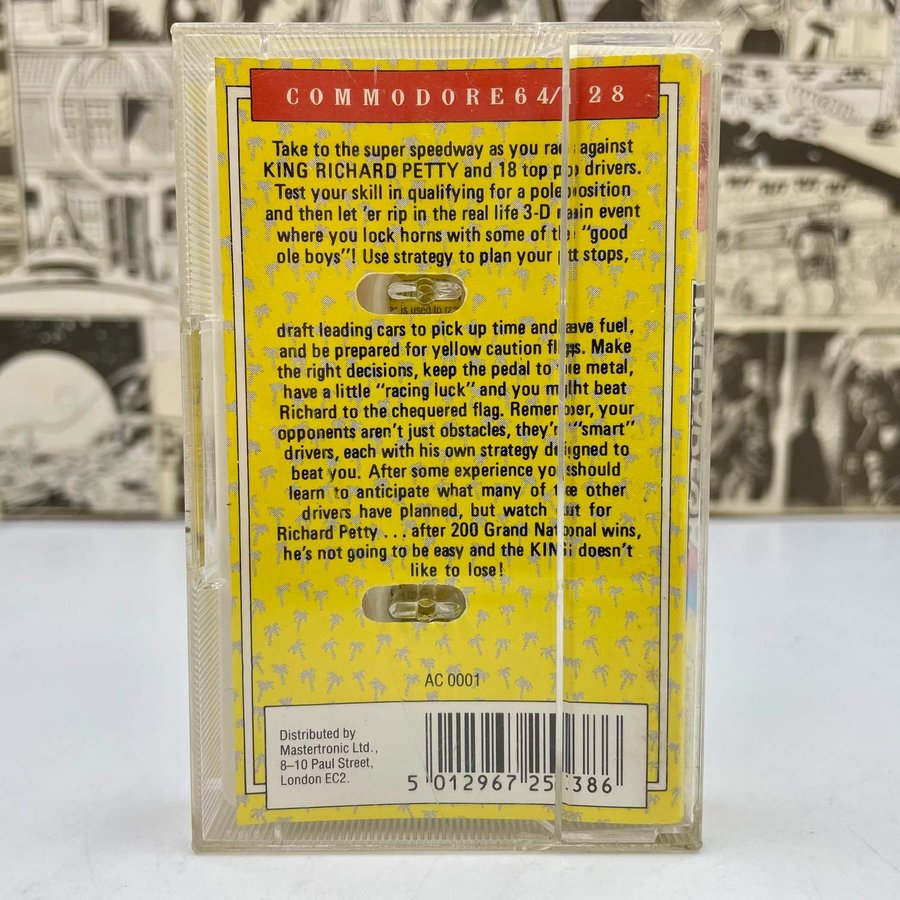 COMMODORE 64/128
Take to the super speedway as you race against
KING RICHARD PETTY and 18 top pro drivers.
Test your skill in qualifying for a pole position
and then let 'er rip in the real life 3-D main event
where you lock horns with some of the "good
ole boys"! Use strategy to plan your pit stops,
is used to
draft leading cars to pick up time and save fuel,
and be prepared for yellow caution flags. Make
the right decisions, keep the pedal to the metal,
have a little "racing luck" and you might beat
Richard to the chequered flag. Remember, your
opponents aren't just obstacles, they're "smart"
drivers, each with his own strategy designed to
beat you. After some experience you should
learn to anticipate what many of the other
drivers have planned, but watch out for
Richard Petty . . . after 200 Grand National wins,
he's not going to be easy and the KING doesn't
like to lose!
AC 0001
Distributed by
Mastertronic Ltd.,
8–10 Paul Street,
London EC2.
5 012967 25 386